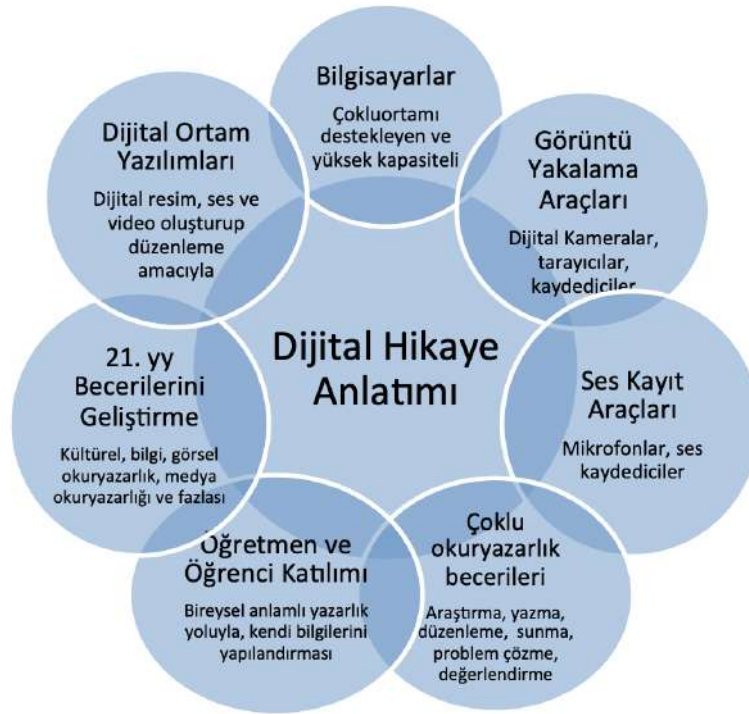 Dijital Hikaye
Anlatımı
Bilgisayarlar
Çokluortamı
destekleyen ve
yüksek kapasiteli
Görüntü
Yakalama
Araçları
Dijital Kameralar,
tarayıcılar,
kaydediciler
Ses Kayıt
Araçları
Mikrofonlar, ses
kaydediciler
Çoklu
okuryazarlık
becerileri
Araştırma, yazma,
düzenleme, sunma,
problem çözme,
değerlendirme
Öğretmen ve
Öğrenci Katılımı
Bireysel anlamlı yazarlık
yoluyla, kendi bilgilerini
yapılandırması
21. yy
Becerilerini
Geliştirme
Kültürel, bilgi, görsel
okuryazarlık, medya
okuryazarlığı ve fazlası
Dijital Ortam
Yazılımları
Dijital resim, ses ve
video oluşturup
düzenleme
amacıyla